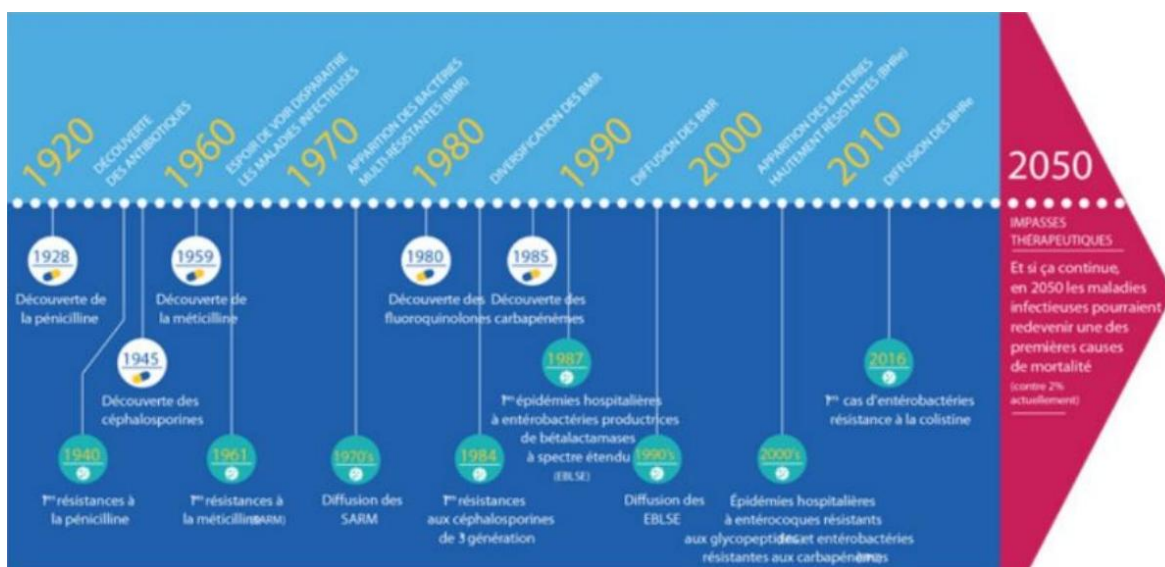 1920
DÉCOUVERTE
DES ANTIBIOTIQUES
1960
ESPOIR DE VOIR DISPARAITRE
LES MALADIES INFECTIEUSES
1970
APPARITION DES BACTÉRIES
MULTI-RÉSISTANTES (BMR)
1980
DIVERSIFICATION DES BMR
1990
DIFFUSION DES BMR
2000
APPARITION DES BACTÉRIES
HAUTEMENT RÉSISTANTES (BHRe)
2010
DIFFUSION DES BHRe
2050
IMPASSES
THÉRAPEUTIQUES
Et si ça continue,
en 2050 les maladies
infectieuses pourraient
redevenir une des
premières causes
de mortalité
(contre 2%
actuellement)
1928
Découverte de
la pénicilline
1959
Découverte de
la méticilline
1980
Découverte des
fluoroquinolones
1985
Découverte des
carbapénèmes
1945
Découverte des
céphalosporines
1987
1res épidémies hospitalières
à entérobactéries productrices
de bétalactamases
à spectre étendu
(EBLSE)
2016
1ers cas d'entérobactéries
résistance à la colistine
1940
1res résistances à
la pénicilline
1961
1res résistances à
la méticilline (SARM)
1970's
Diffusion des
SARM
1984
1res résistances
aux céphalosporines
de 3 génération
1990's
Diffusion des
EBLSE
2000's
Épidémies hospitalières
à entérocoques résistants
aux glycopeptides et entérobactéries
résistantes aux carbapénèmes